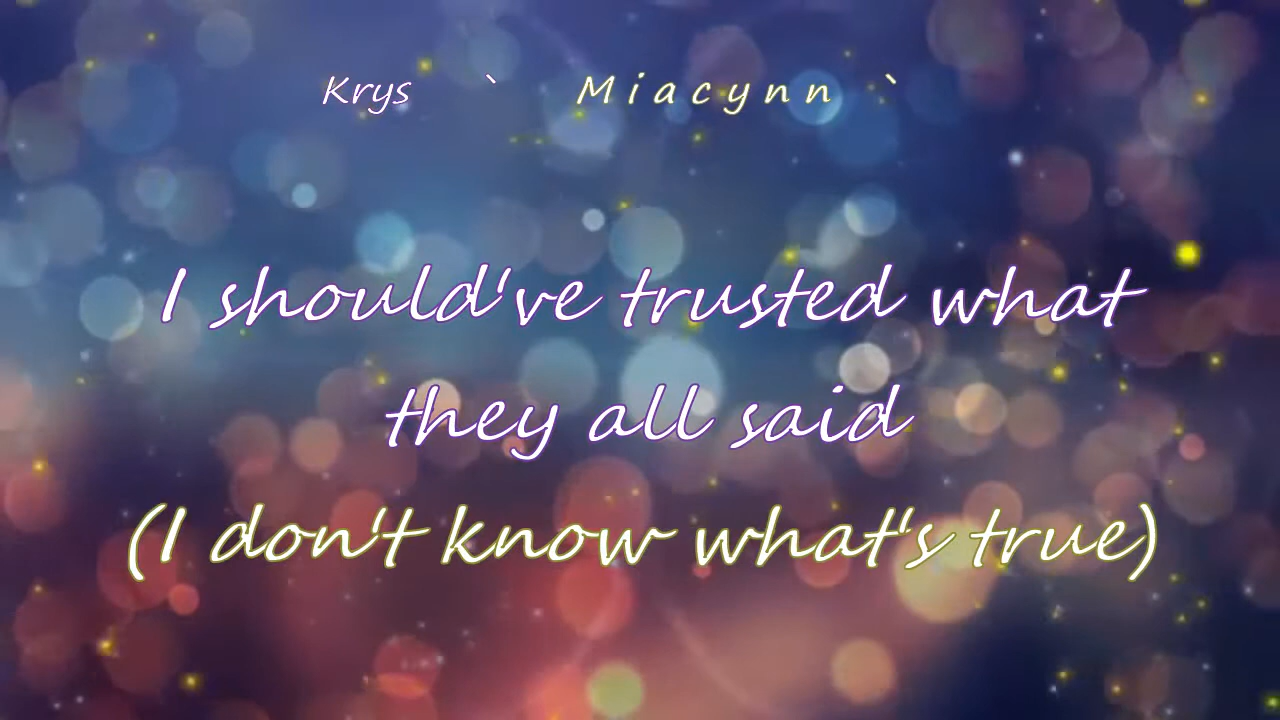 Krys ` Miacynn `
I should've trusted what
they all said
(I don't know what's true)